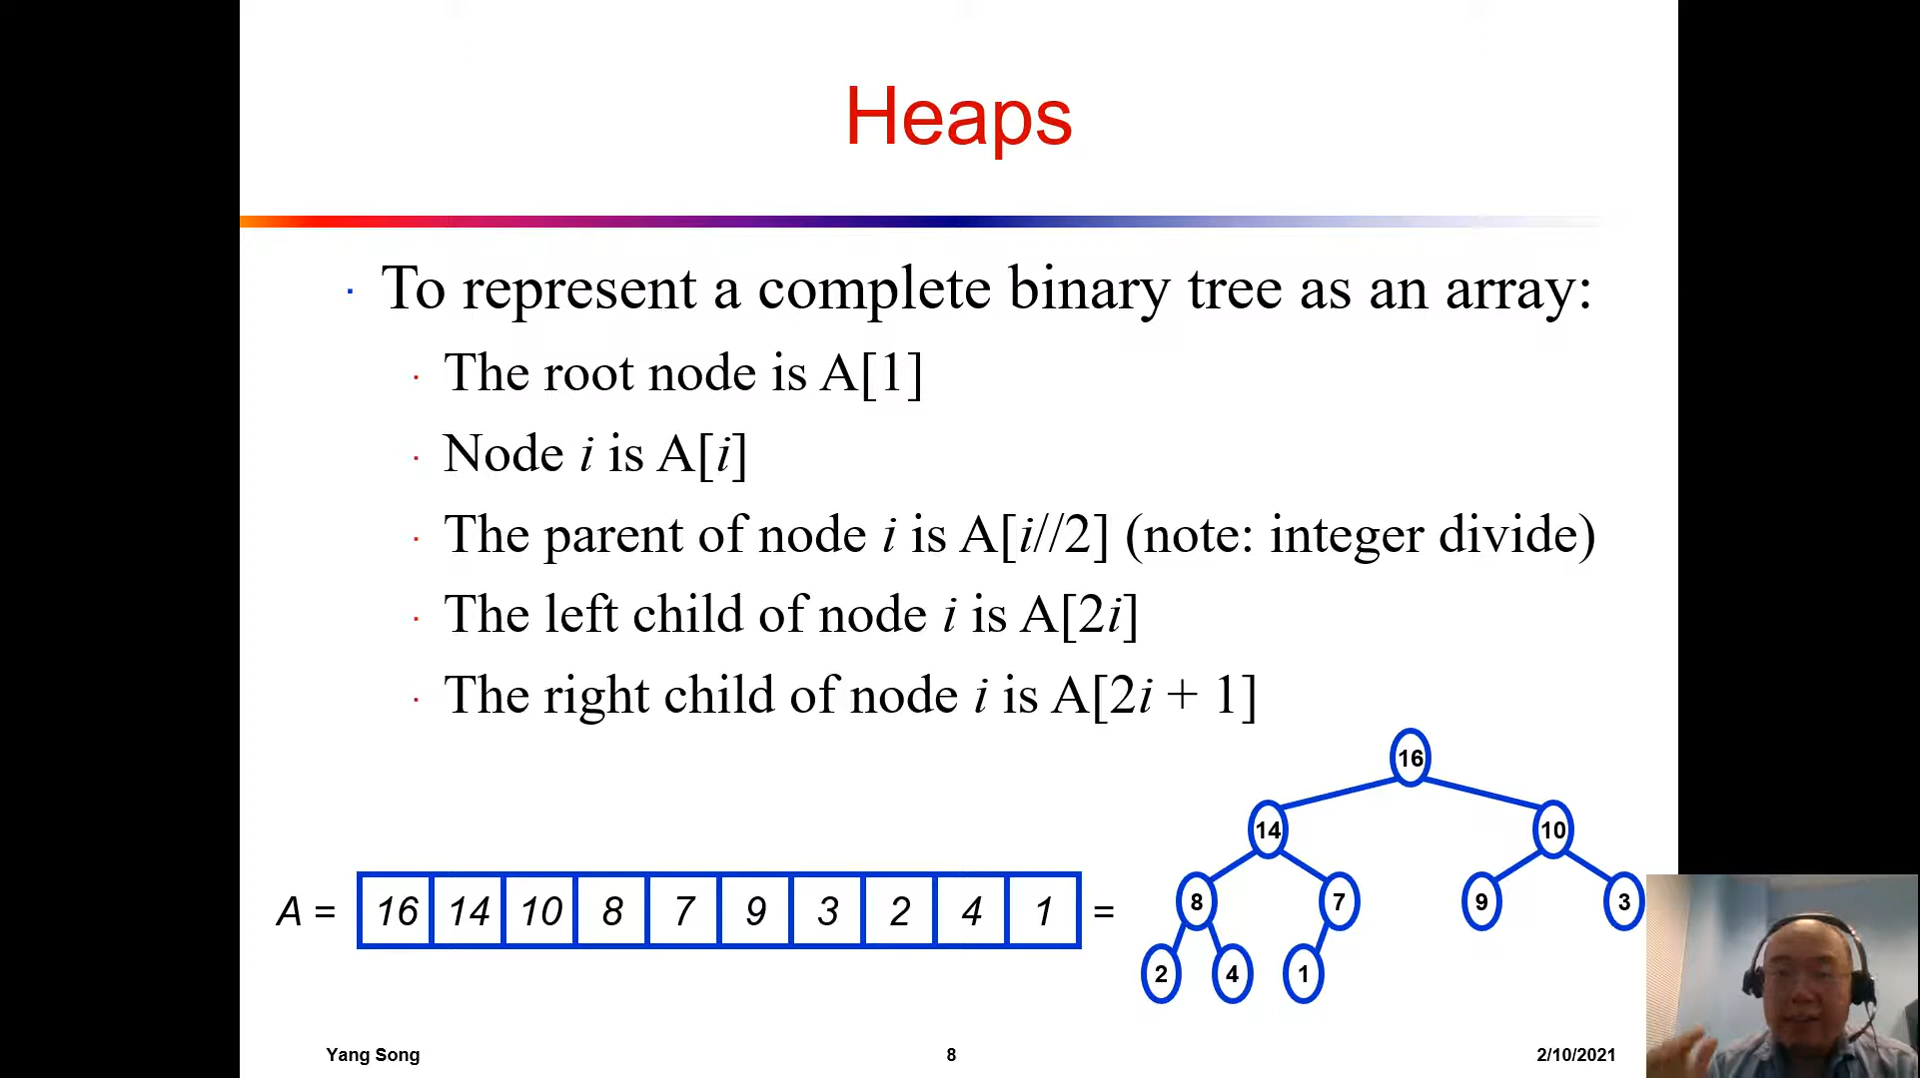 Heaps
· To represent a complete binary tree as an array:
· The root node is A[1]
· Node i is A[i]
· The parent of node i is A[i//2] (note: integer divide)
· The left child of node i is A[2i]
· The right child of node i is A[2i + 1]
A = 16 14 10 8 7 9 3 2 4 1 =
16
14 10
8 7 9 3
2 4 1
Yang Song 8 2/10/2021